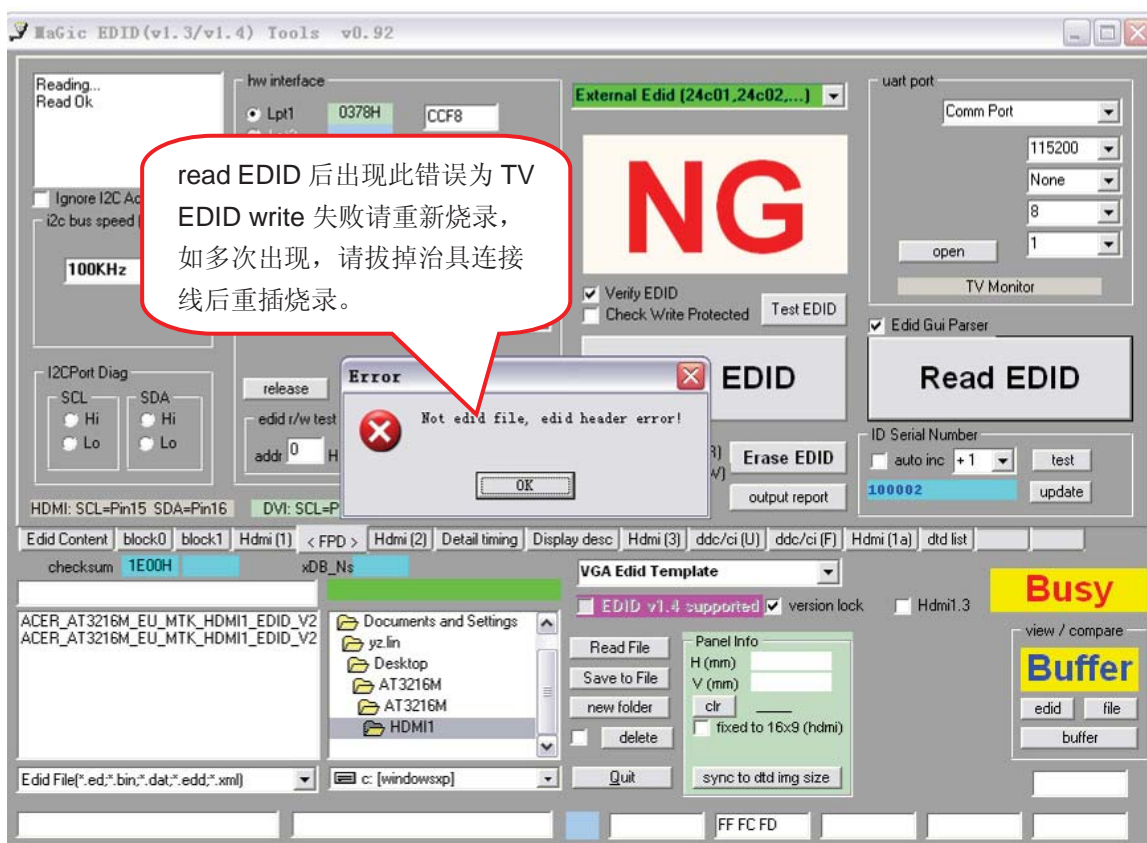 MaGic EDID(v1.3/v1.4) Tools v0.92
Reading...
Read Ok
hw interface
Lpt1
0378H
CCF8
External Edid (24c01,24c02,...)
uart port
Comm Port
115200
None
8
1
open
TV Monitor
Ignore I2C
i2c bus speed
100KHz
read EDID 后出现此错误为 TV
EDID write 失败请重新烧录，
如多次出现，请拔掉治具连接
线后重插烧录。
NG
Verify EDID
Check Write Protected
Test EDID
Edid Gui Parser
EDID
Read EDID
I2CPort Diag
SCL
SDA
Hi
Hi
Lo
Lo
release
edid r/w test
addr
0
H
Error
Not edid file, edid header error!
OK
Erase EDID
output report
ID Serial Number
auto inc
+1
test
100002
update
HDMI: SCL=Pin15 SDA=Pin16
DVI: SCL=P
Edid Content
block0
block1
Hdmi (1)
< FPD >
Hdmi (2)
Detail timing
Display desc
Hdmi (3)
ddc/ci (U)
ddc/ci (F)
Hdmi (1a)
dtd list
checksum
1E00H
xDB_Ns
VGA Edid Template
EDID v1.4 supported
version lock
Hdmi1.3
Busy
ACER_AT3216M_EU_MTK_HDMI1_EDID_V2
ACER_AT3216M_EU_MTK_HDMI1_EDID_V2
Documents and Settings
yz.lin
Desktop
AT3216M
AT3216M
HDMI1
Read File
Save to File
new folder
delete
Quit
Panel Info
H (mm)
V (mm)
clr
fixed to 16x9 (hdmi)
sync to dtd img size
view / compare
Buffer
edid
file
buffer
Edid File(*.ed;*.bin;*.dat;*.edd;*.xml)
c: [windowsxp]
FF FC FD